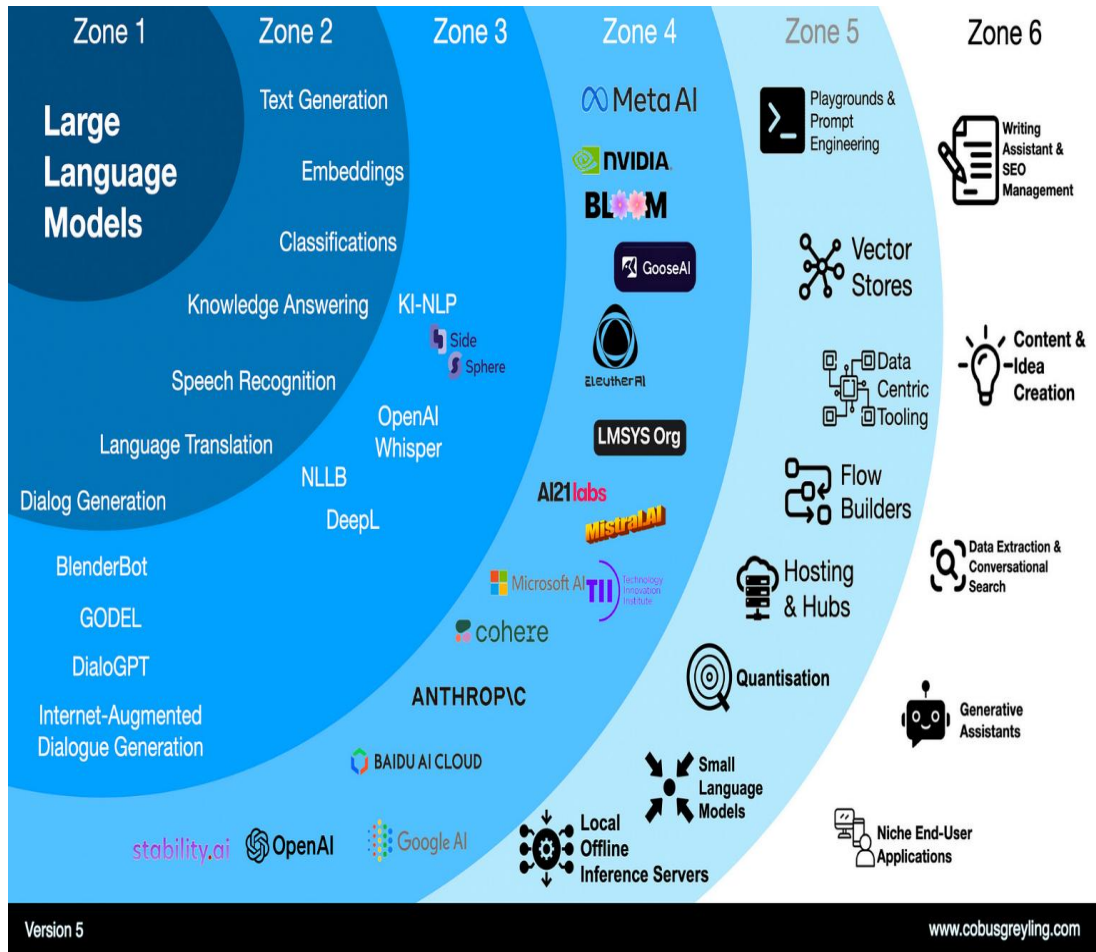 Zone 1
Zone 2
Zone 3
Zone 4
Zone 5
Zone 6
Large
Language
Models
Text Generation
Embeddings
Classifications
Knowledge Answering
Speech Recognition
Language Translation
Dialog Generation
KI-NLP
Side
Sphere
OpenAI
Whisper
NLLB
DeepL
BlenderBot
GODEL
DialoGPT
Internet-Augmented
Dialogue Generation
Meta AI
NVIDIA
BLOOM
GooseAI
EleutherAI
LMSYS Org
AI21labs
Mistral.AI
Microsoft AI
TII
Technology
Innovation
Institute
cohere
ANTHROP\C
BAIDU AI CLOUD
Google AI
OpenAI
stability.ai
Playgrounds &
Prompt
Engineering
Vector
Stores
Data
Centric
Tooling
Flow
Builders
Hosting
& Hubs
Quantisation
Small
Language
Models
Local
Offline
Inference Servers
Writing
Assistant &
SEO
Management
Content &
Idea
Creation
Data Extraction &
Conversational
Search
Generative
Assistants
Niche End-User
Applications
Version 5
www.cobusgreyling.com